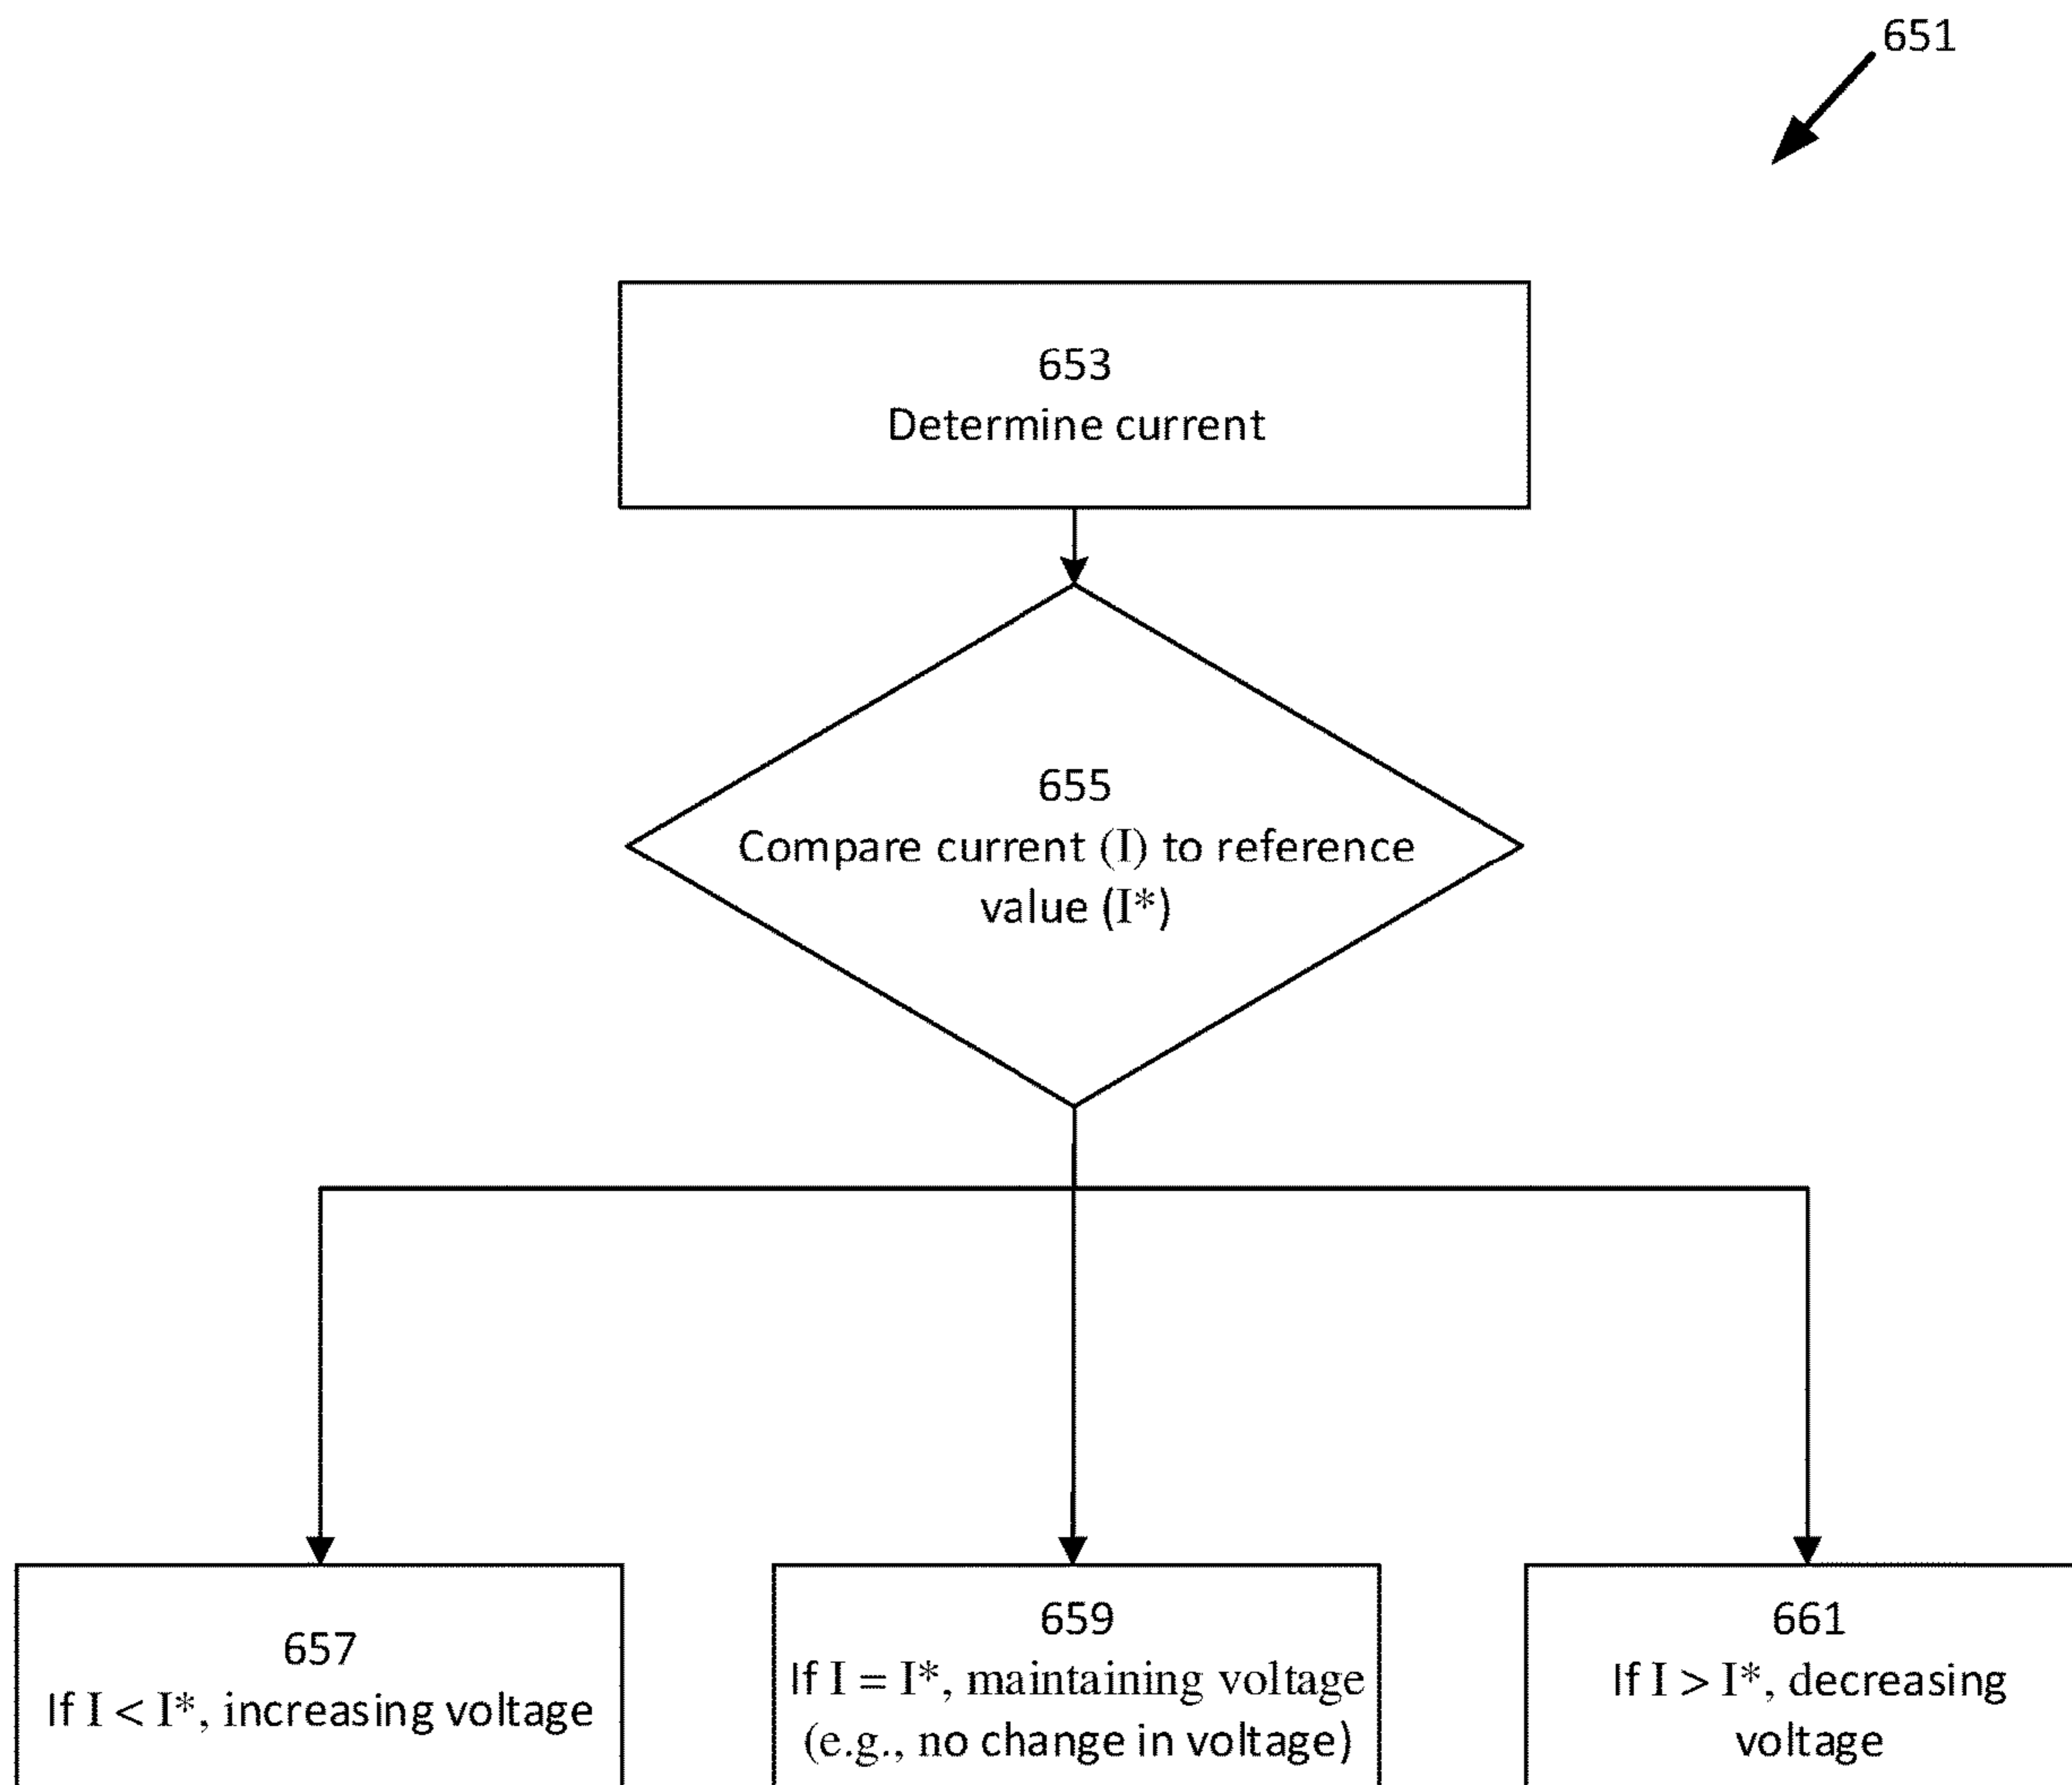 651
653
Determine current
655
Compare current (I) to reference
value (I*)
657
If I < I*, increasing voltage
659
If I = I*, maintaining voltage
(e.g., no change in voltage)
661
If I > I*, decreasing
voltage